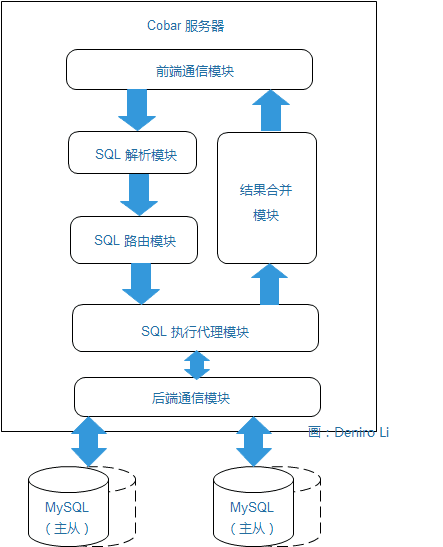 Cobar 服务器
前端通信模块
SQL 解析模块
结果合并
模块
SQL 路由模块
SQL 执行代理模块
后端通信模块
画：Deniro Li
MySQL
（主从）
MySQL
（主从）